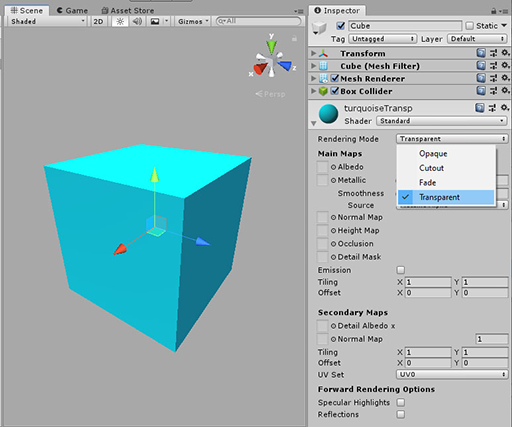 Scene Game Asset Store
Shaded 2D Gizmos All
y
x z
Persp
Inspector
Cube Static
Tag Untagged Layer Default
Transform
Cube (Mesh Filter)
Mesh Renderer
Box Collider
turquoiseTransp
Shader Standard
Rendering Mode Transparent
Opaque
Cutout
Fade
Transparent
Main Maps
Albedo
Metallic
Smoothness
Source
Normal Map
Height Map
Occlusion
Detail Mask
Emission
Tiling X 1 Y 1
Offset X 0 Y 0
Secondary Maps
Detail Albedo x
Normal Map 1
Tiling X 1 Y 1
Offset X 0 Y 0
UV Set UV0
Forward Rendering Options
Specular Highlights
Reflections